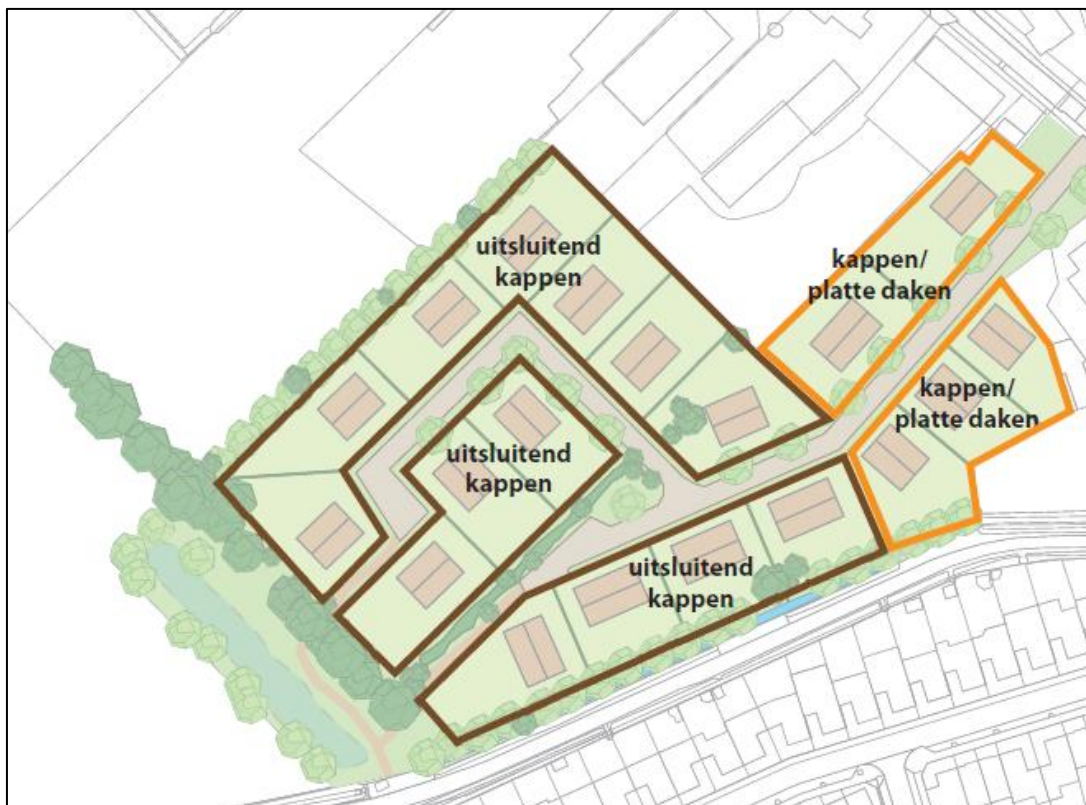 uitsluitend
kappen
kappen/
platte daken
kappen/
platte daken
uitsluitend
kappen
uitsluitend
kappen